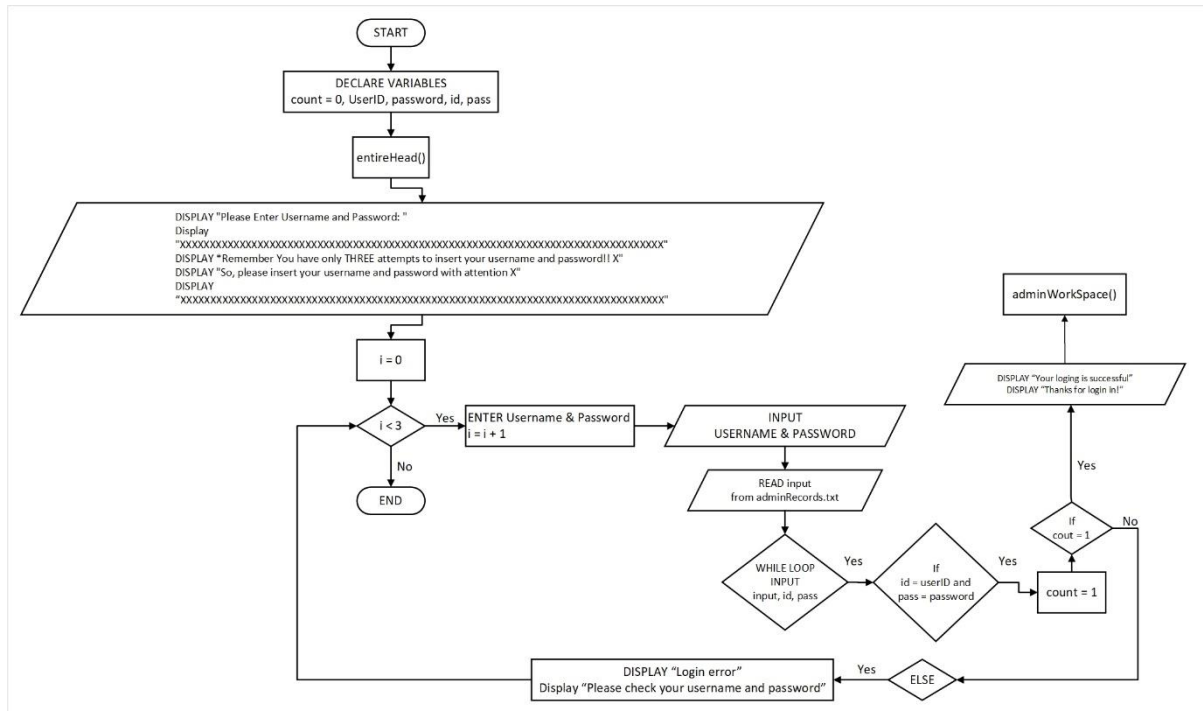 START
DECLARE VARIABLES
count = 0, UserID, password, id, pass
entireHead()
DISPLAY "Please Enter Username and Password: "
Display
"XXXXXXXXXXXXXXXXXXXXXXXXXXXXXXXXXXXXXXXXXXXXXXXXXXXXXXXXXXXXXXXXXXXXXXXXXXXXXXXXX"
DISPLAY "Remember You have only THREE attempts to insert your username and password!! X"
DISPLAY "So, please insert your username and password with attention X"
DISPLAY
"XXXXXXXXXXXXXXXXXXXXXXXXXXXXXXXXXXXXXXXXXXXXXXXXXXXXXXXXXXXXXXXXXXXXXXXXXXXXXXXXX"
i = 0
i < 3
Yes
No
END
ENTER Username & Password
i = i + 1
INPUT
USERNAME & PASSWORD
READ input
from adminRecords.txt
WHILE LOOP
INPUT
input, id, pass
Yes
If
id = userID and
pass = password
Yes
count = 1
If
cout = 1
Yes
No
DISPLAY “Your loging is successful”
DISPLAY “Thanks for login in!”
adminWorkSpace()
ELSE
Yes
DISPLAY “Login error”
Display “Please check your username and password”